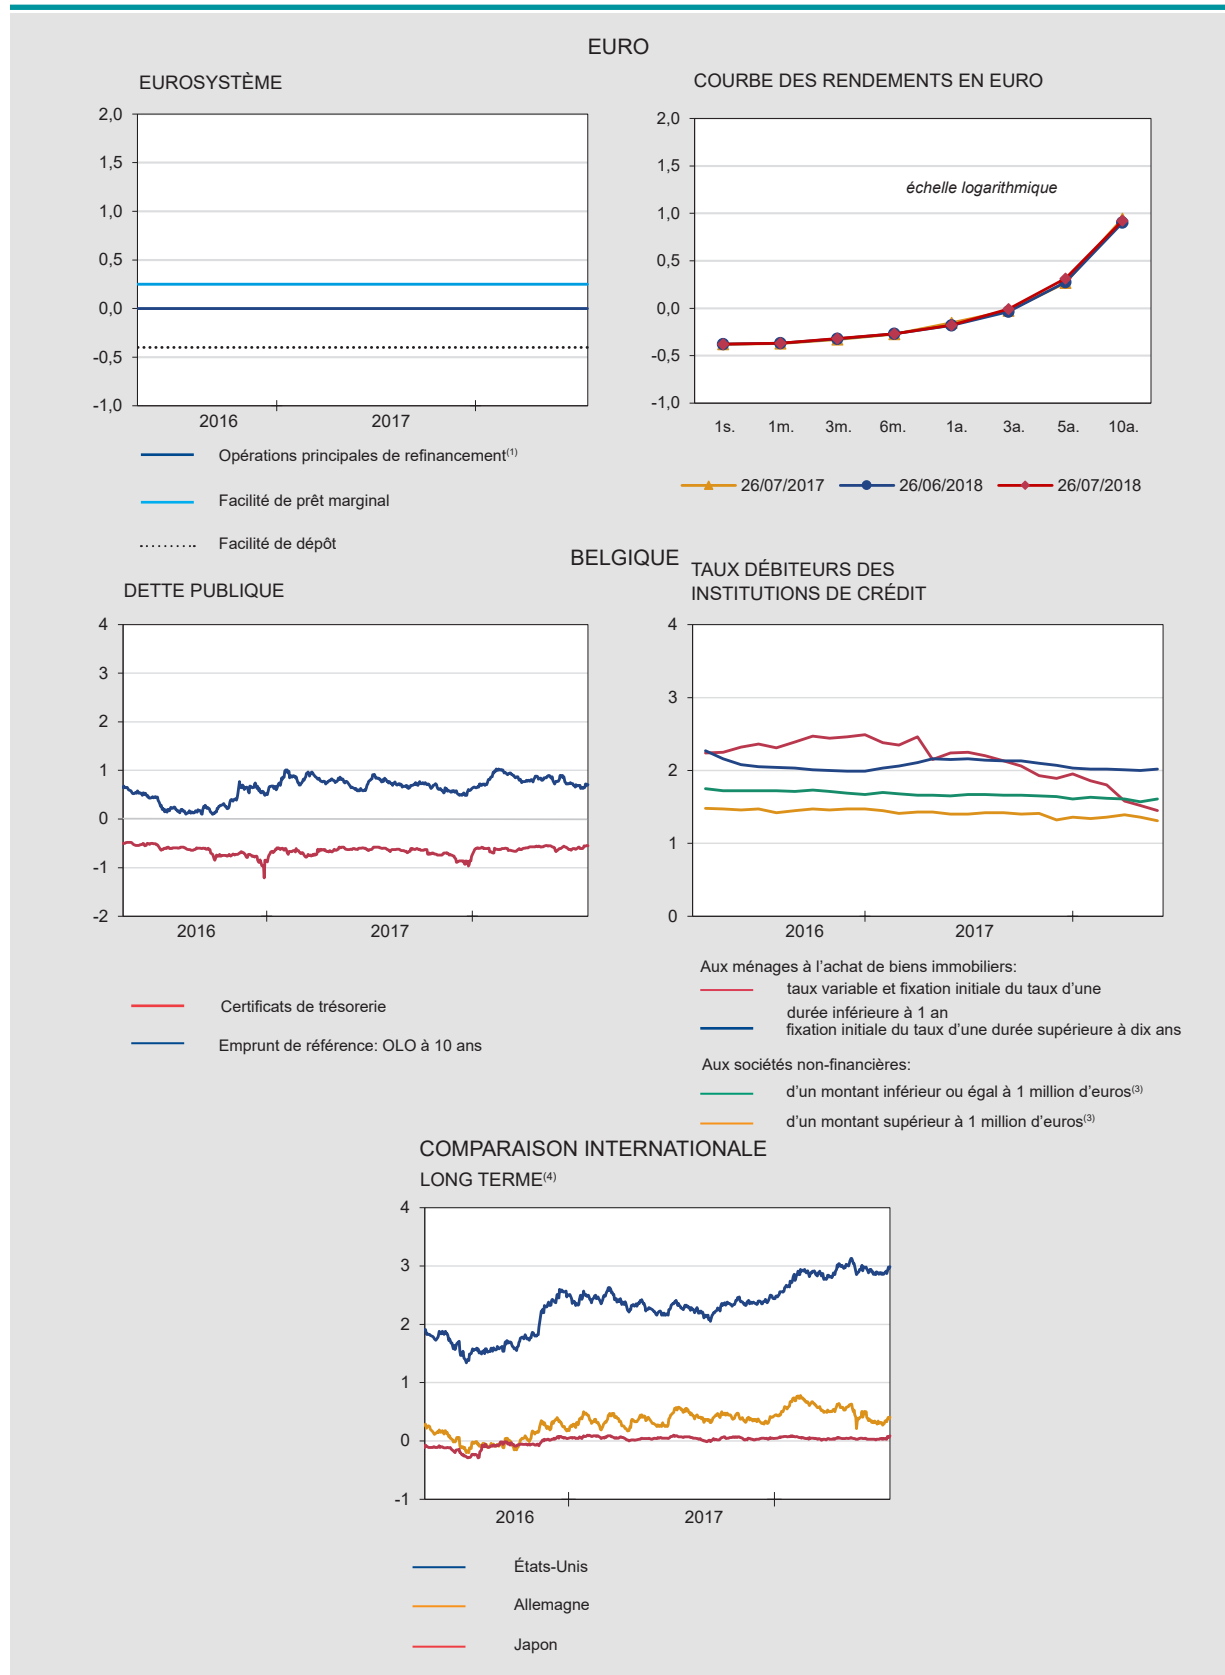 EURO
EUROSYSTÈME
2,0
1,5
1,0
0,5
0,0
-0,5
-1,0
2016 2017
Opérations principales de refinancement(1)
Facilité de prêt marginal
Facilité de dépôt
COURBE DES RENDEMENTS EN EURO
2,0
1,5
1,0
0,5
0,0
-0,5
-1,0
échelle logarithmique
1s. 1m. 3m. 6m. 1a. 3a. 5a. 10a.
26/07/2017 26/06/2018 26/07/2018
BELGIQUE
DETTE PUBLIQUE
4
3
2
1
0
-1
-2
2016 2017
Certificats de trésorerie
Emprunt de référence: OLO à 10 ans
TAUX DÉBITEURS DES
INSTITUTIONS DE CRÉDIT
4
3
2
1
0
2016 2017
Aux ménages à l'achat de biens immobiliers:
taux variable et fixation initiale du taux d'une
durée inférieure à 1 an
fixation initiale du taux d'une durée supérieure à dix ans
Aux sociétés non-financières:
d'un montant inférieur ou égal à 1 million d'euros(3)
d'un montant supérieur à 1 million d'euros(3)
COMPARAISON INTERNATIONALE
LONG TERME(4)
4
3
2
1
0
-1
2016 2017
États-Unis
Allemagne
Japon